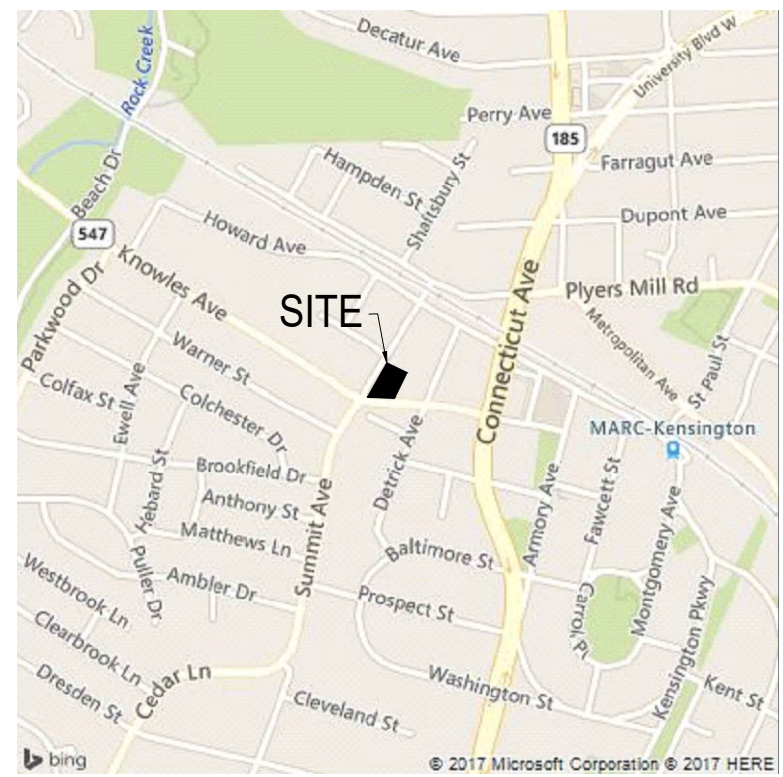 Decatur Ave
University Blvd W
Rock Creek
Perry Ave
185
Hampden St
Shaftsbury St
Farragut Ave
Beach Dr
Dupont Ave
547
Howard Ave
Knowles Ave
Plyers Mill Rd
SITE
Parkwood Dr
Connecticut Ave
Metropolitan Ave
Warner St
St Paul St
Colfax St
Ewell Ave
Colchester Dr
MARC-Kensington
Detrick Ave
Brookfield Dr
Hebard St
Anthony St
Summit Ave
Armory Ave
Fawcett St
Montgomery Ave
Matthews Ln
Baltimore St
Puller Dr
Ambler Dr
Westbrook Ln
Prospect St
Carrol Pl
Kensington Pkwy
Clearbrook Ln
Cedar Ln
Washington St
Kent St
Dresden St
Cleveland St
bing
© 2017 Microsoft Corporation © 2017 HERE